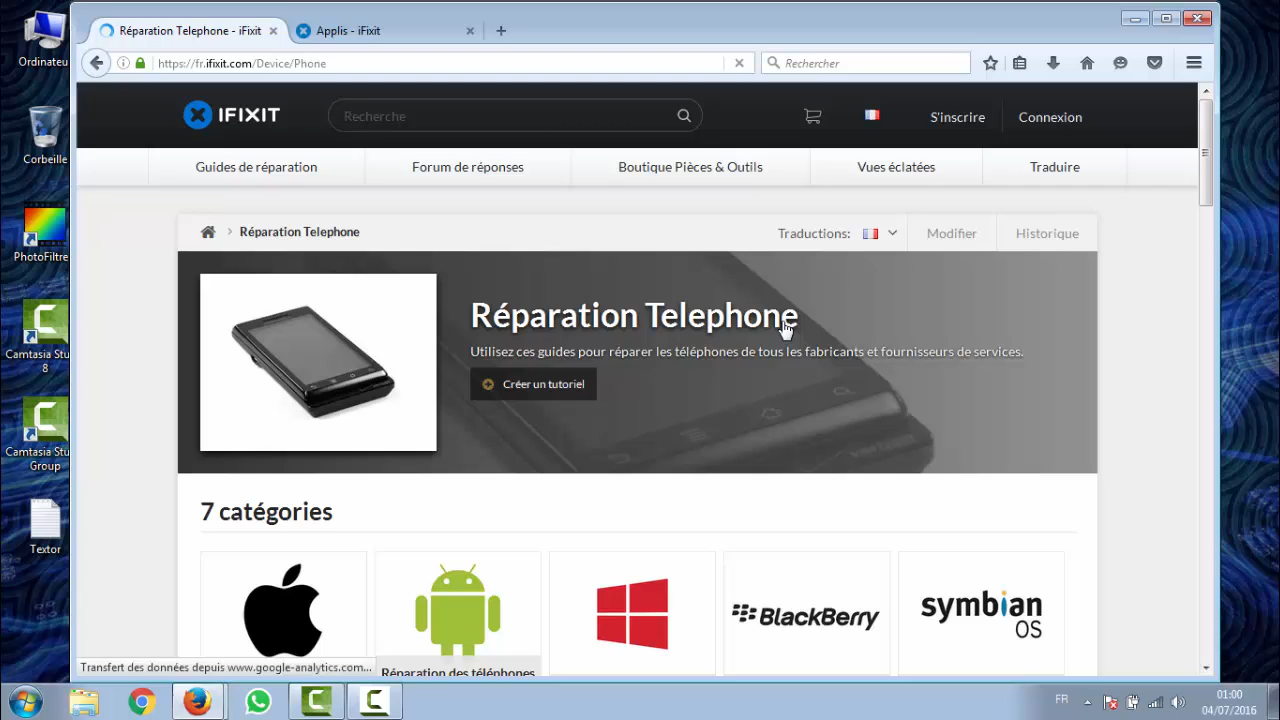 Réparation Telephone - iFixit
Applis - iFixit
https://fr.ifixit.com/Device/Phone
Rechercher
Ordinateu
Corbeille
PhotoFiltre
Camtasia Stu
8
Camtasia Stu
Group
Textor
IFIXIT
Recherche
S'inscrire
Connexion
Guides de réparation
Forum de réponses
Boutique Pièces & Outils
Vues éclatées
Traduire
Réparation Telephone
Traductions:
Modifier
Historique
Réparation Telephone
Utilisez ces guides pour réparer les téléphones de tous les fabricants et fournisseurs de services.
Créer un tutoriel
7 catégories
BlackBerry
symbian
OS
Réparation des téléphones
Transfert des données depuis www.google-analytics.com...
FR
01:00
04/07/2016